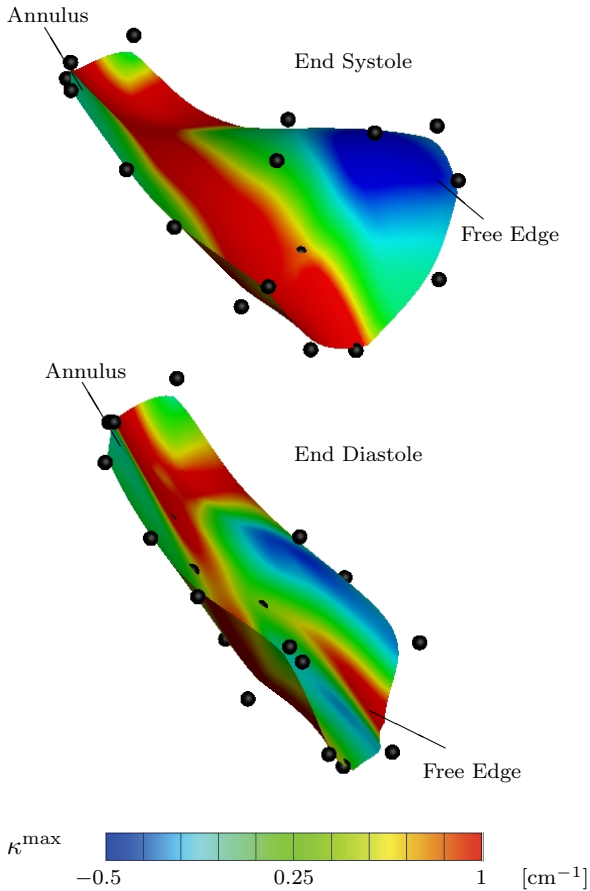 Annulus
End Systole
Free Edge
Annulus
End Diastole
Free Edge
κ^max
−0.5 0.25 1 [cm⁻¹]